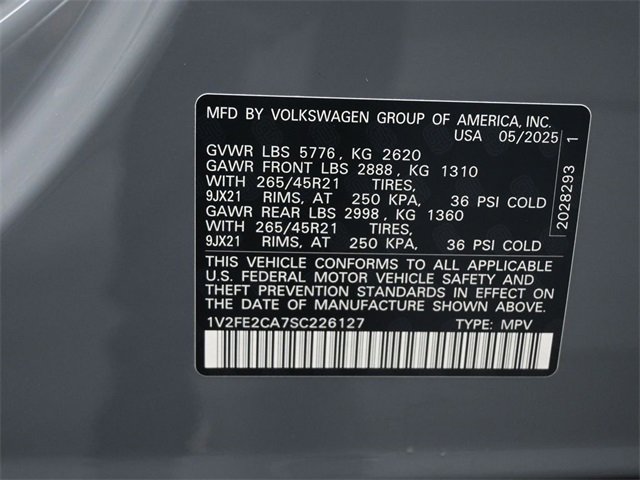 MFD BY VOLKSWAGEN GROUP OF AMERICA, INC.
USA 05/2025
GVWR LBS 5776, KG 2620
GAWR FRONT LBS 2888, KG 1310
WITH 265/45R21 TIRES,
9JX21 RIMS, AT 250 KPA, 36 PSI COLD
GAWR REAR LBS 2998, KG 1360
WITH 265/45R21 TIRES,
9JX21 RIMS, AT 250 KPA, 36 PSI COLD
THIS VEHICLE CONFORMS TO ALL APPLICABLE
U.S. FEDERAL MOTOR VEHICLE SAFETY AND
THEFT PREVENTION STANDARDS IN EFFECT ON
THE DATE OF MANUFACTURE SHOWN ABOVE.
1V2FE2CA7SC226127 TYPE: MPV
2028293 1